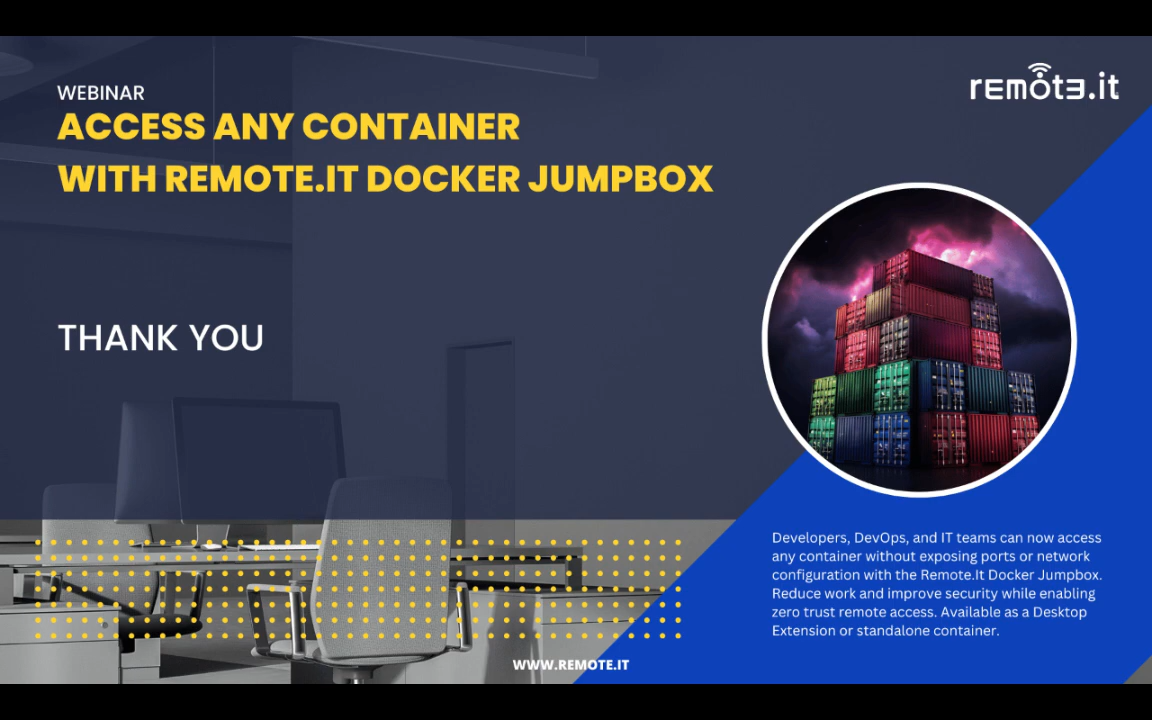 WEBINAR
ACCESS ANY CONTAINER
WITH REMOTE.IT DOCKER JUMPBOX
remote.it
THANK YOU
Developers, DevOps, and IT teams can now access
any container without exposing ports or network
configuration with the Remote.It Docker Jumpbox.
Reduce work and improve security while enabling
zero trust remote access. Available as a Desktop
Extension or standalone container.
WWW.REMOTE.IT